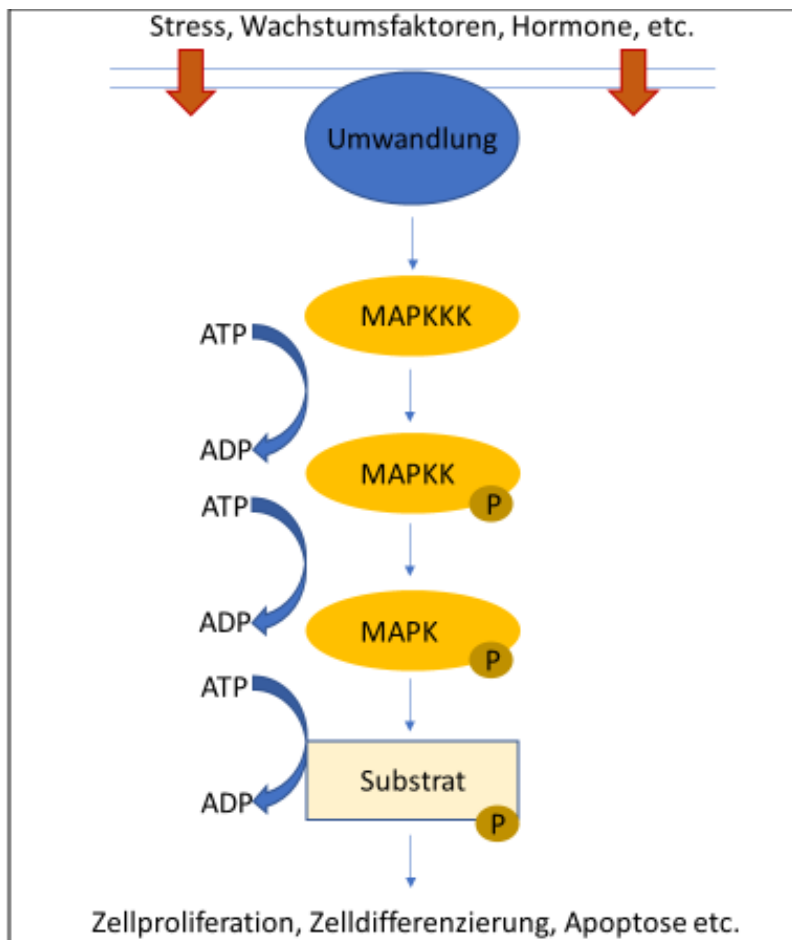 Stress, Wachstumsfaktoren, Hormone, etc.
Umwandlung
MAPKKK
ATP
ADP
MAPKK
P
ATP
ADP
MAPK
P
ATP
Substrat
ADP
P
Zellproliferation, Zelldifferenzierung, Apoptose etc.